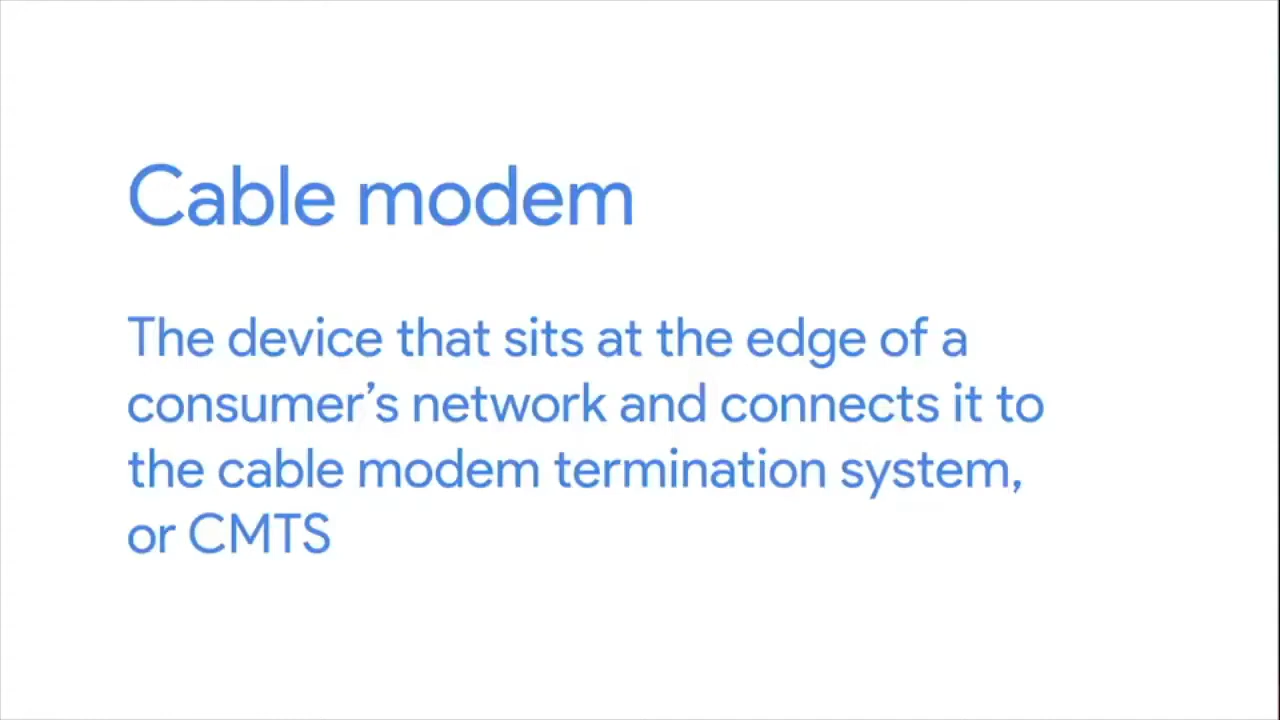 Cable modem
The device that sits at the edge of a
consumer’s network and connects it to
the cable modem termination system,
or CMTS